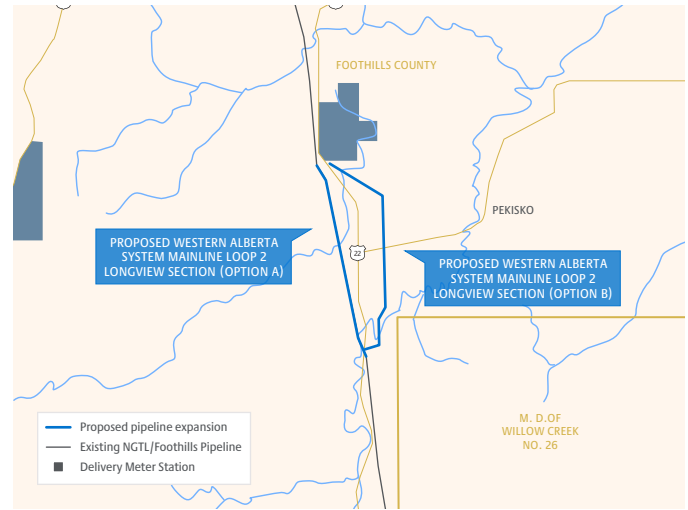 FOOTHILLS COUNTY
PEKISKO
PROPOSED WESTERN ALBERTA
SYSTEM MAINLINE LOOP 2
LONGVIEW SECTION (OPTION A)
22
PROPOSED WESTERN ALBERTA
SYSTEM MAINLINE LOOP 2
LONGVIEW SECTION (OPTION B)
Proposed pipeline expansion
Existing NGTL/Foothills Pipeline
Delivery Meter Station
M. D.OF
WILLOW CREEK
NO. 26